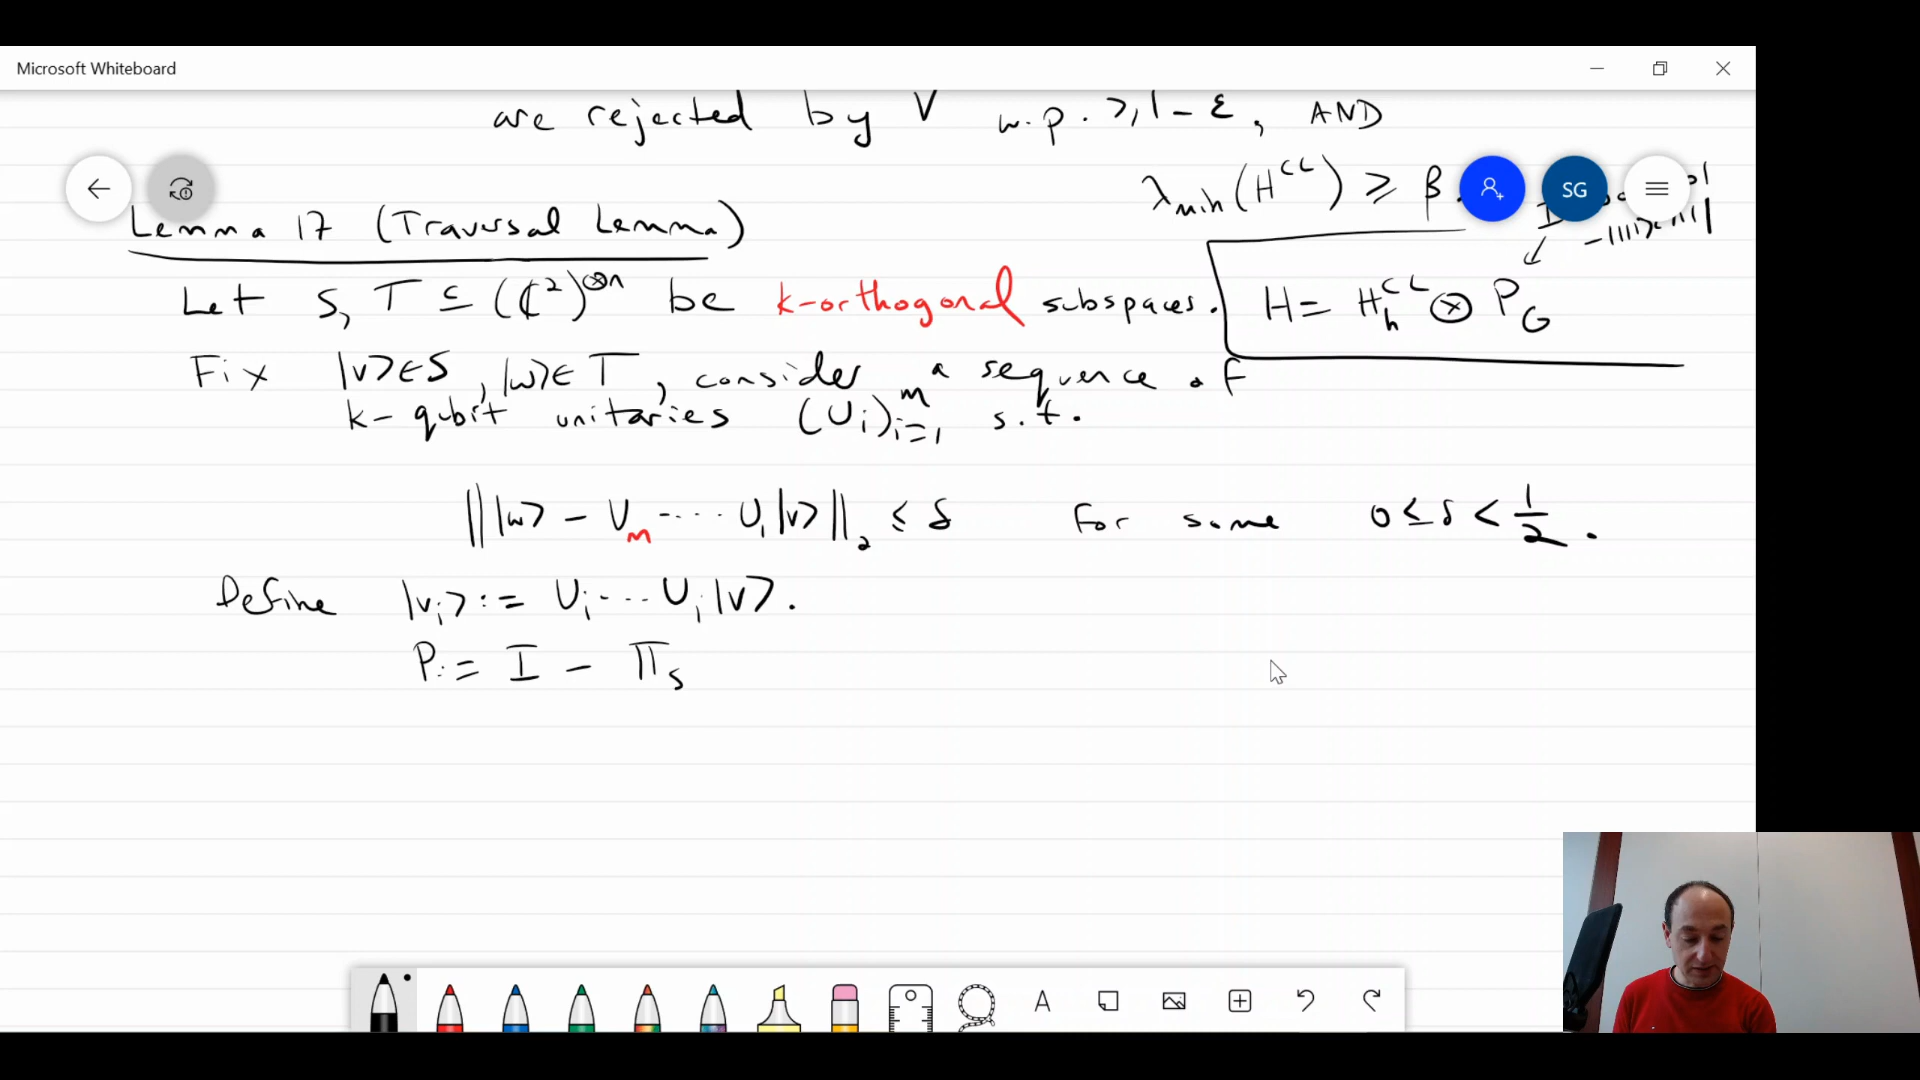 Microsoft Whiteboard
are rejected by V w.p. ≥ 1 - ε, AND
λmin(H^CL) ≥ β.
SG
Lemma 17 (Traversal Lemma)
Let S, T ⊆ (ℂ²)^⊗n be k-orthogonal subspaces.
H = H_h^CL ⊗ P_G
Fix |v> ∈ S, |w> ∈ T, consider a sequence of
k-qubit unitaries (U_i)_{i=1}^m s.t.
|| |w> - U_m ···· U_1 |v> ||_2 ≤ δ for some 0 ≤ δ < 1/2.
Define |v_i> := U_i ··· U_1 |v>.
P := I - Π_S
A